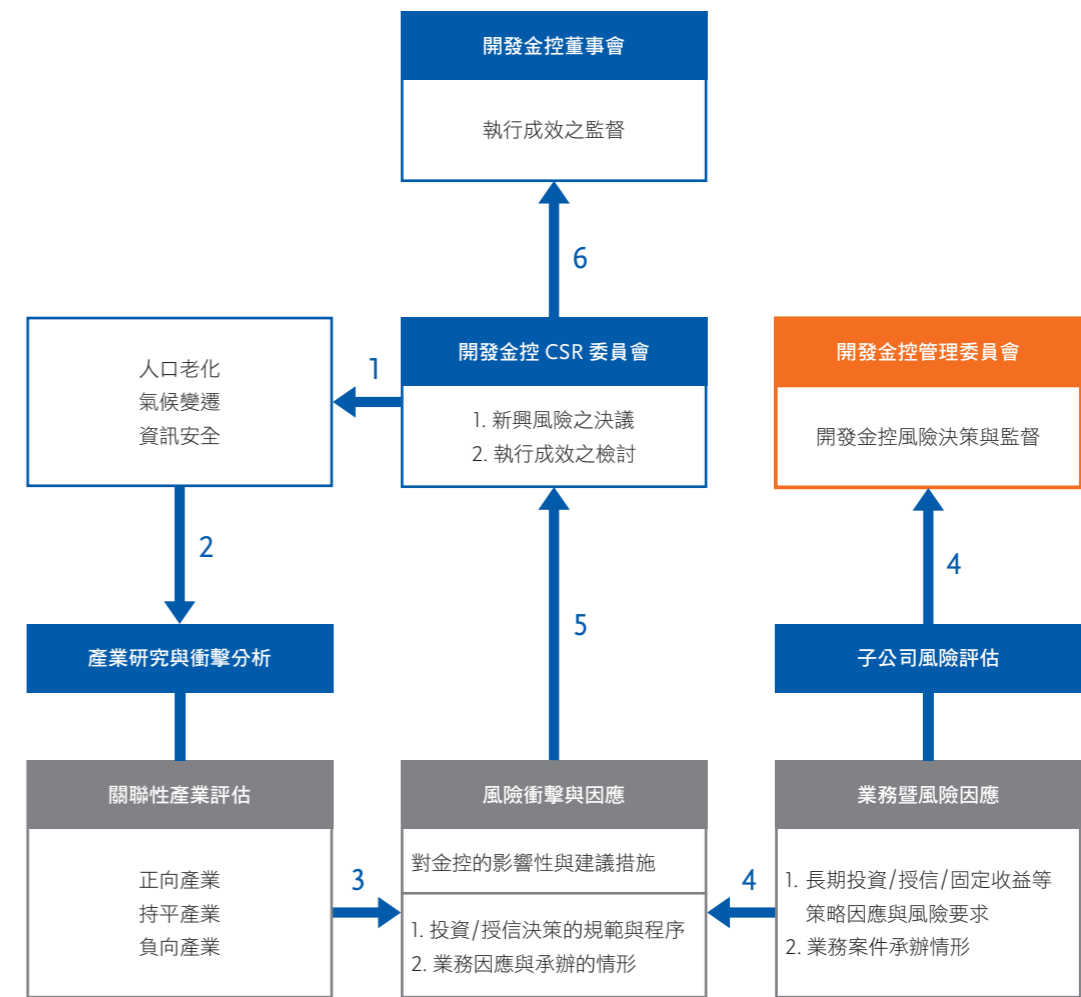 開發金控董事會
執行成效之監督
6
人口老化
氣候變遷
資訊安全
1
開發金控 CSR 委員會
1. 新興風險之決議
2. 執行成效之檢討
開發金控管理委員會
開發金控風險決策與監督
2
5
4
產業研究與衝擊分析
子公司風險評估
關聯性產業評估
正向產業
持平產業
負向產業
3
風險衝擊與因應
對金控的影響性與建議措施
1. 投資/授信決策的規範與程序
2. 業務因應與承辦的情形
4
業務暨風險因應
1. 長期投資/授信/固定收益等
策略因應與風險要求
2. 業務案件承辦情形